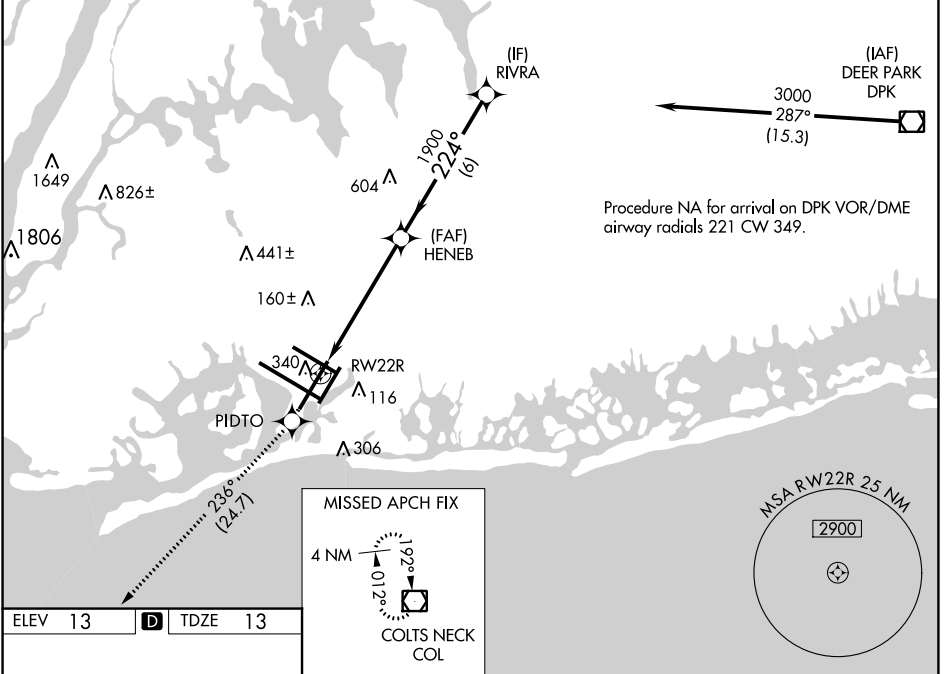 (IF)
RIVRA
(IAF)
DEER PARK
DPK
3000
287°
(15.3)
1900
224°
(6)
1649
826±
604
Procedure NA for arrival on DPK VOR/DME
airway radials 221 CW 349.
1806
441±
(FAF)
HENEB
160±
340
RW22R
116
PIDTO
306
236°
(24.7)
MISSED APCH FIX
4 NM
192°
012°
COLTS NECK
COL
MSA RW22R 25 NM
2900
ELEV 13 D TDZE 13